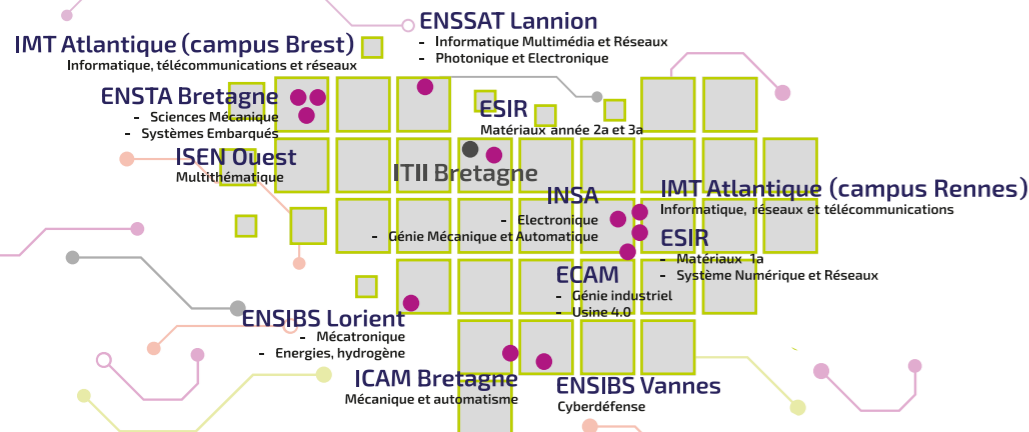 ENSSAT Lannion
- Informatique Multimédia et Réseaux
- Photonique et Electronique
IMT Atlantique (campus Brest)
Informatique, télécommunications et réseaux
ENSTA Bretagne
- Sciences Mécanique
- Systèmes Embarqués
ESIR
Matériaux année 2a et 3a
ISEN Ouest
Multithématique
ITII Bretagne
INSA
- Electronique
- Génie Mécanique et Automatique
IMT Atlantique (campus Rennes)
Informatique, réseaux et télécommunications
ESIR
- Matériaux 1a
- Système Numérique et Réseaux
ECAM
- Génie industriel
- Usine 4.0
ENSIBS Lorient
- Mécatronique
- Energies, hydrogène
ICAM Bretagne
Mécanique et automatisme
ENSIBS Vannes
Cyberdéfense